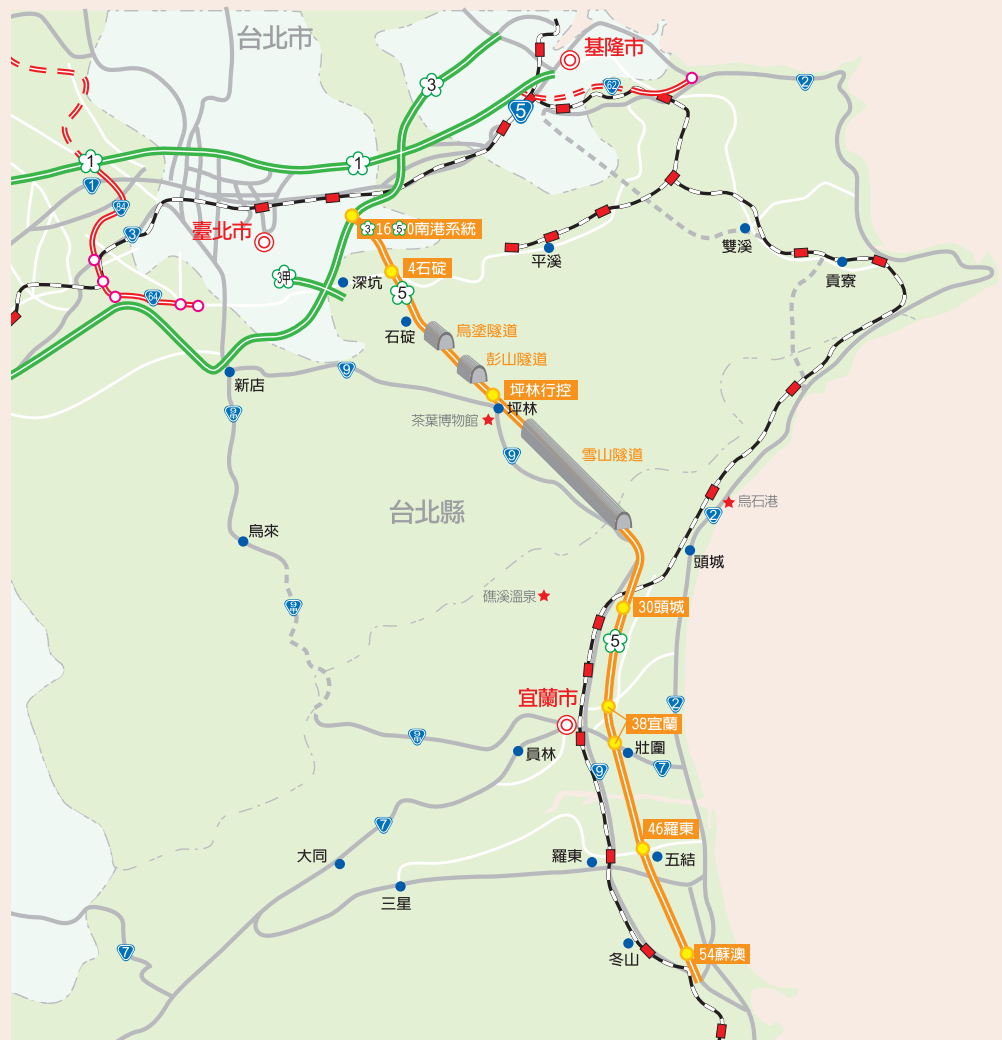 台北市
基隆市
3
2
62
5
1
1
1
84
3
臺北市
3 16 5 0南港系統
雙溪
平溪
4石碇
3甲
深坑
貢寮
5
64
石碇
烏塗隧道
彭山隧道
新店
9
坪林行控
坪林
茶葉博物館
9
雪山隧道
台北縣
烏石港
2
烏來
頭城
礁溪溫泉
30頭城
5
宜蘭市
2
38宜蘭
壯圍
員林
9
7
7
46羅東
大同
羅東
五結
三星
7
冬山
54蘇澳